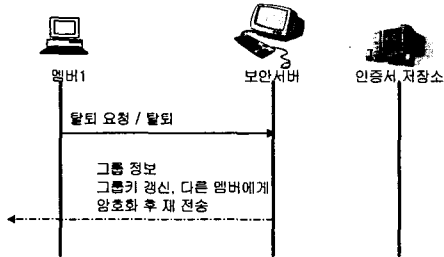 멤버1
보안서버
인증서 저장소
탈퇴 요청 / 탈퇴
그룹 정보
그룹키 갱신, 다른 멤버에게
암호화 후 재 전송